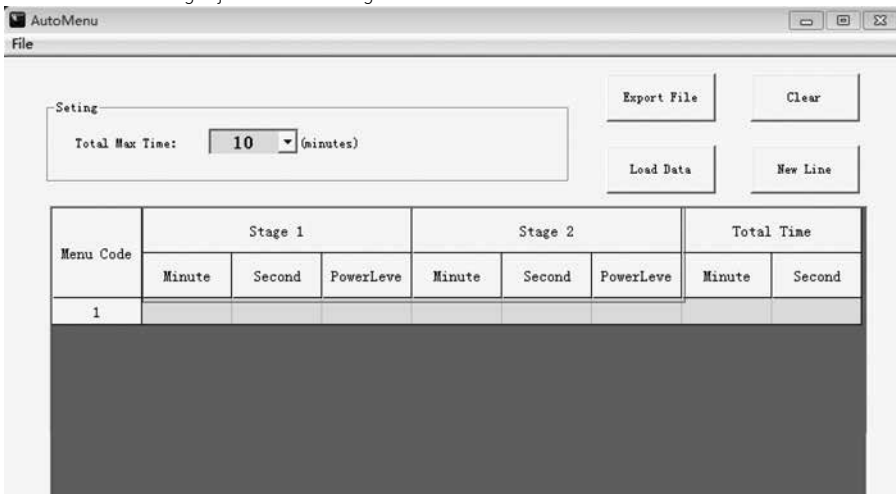 AutoMenu
File
Seting
Total Max Time: 10 (minutes)
Export File
Clear
Load Data
New Line
Menu Code
Stage 1
Stage 2
Total Time
Minute Second PowerLeve Minute Second PowerLeve Minute Second
1